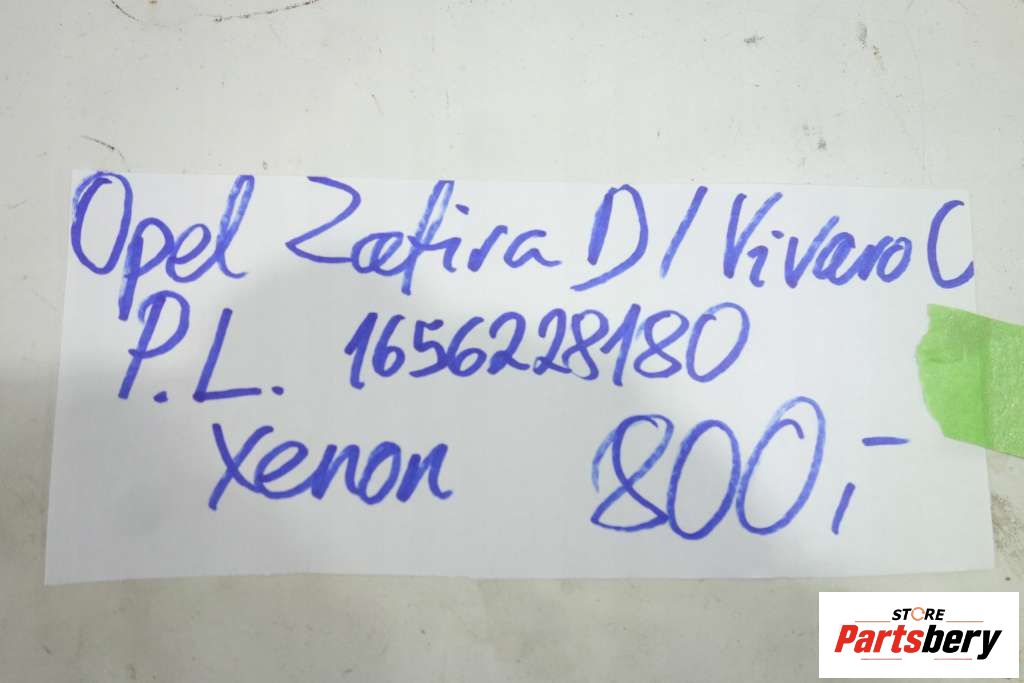 Opel Zafira D/Vivaro C
P.L. 1656228180
Xenon 800,-
STORE
Partsbery